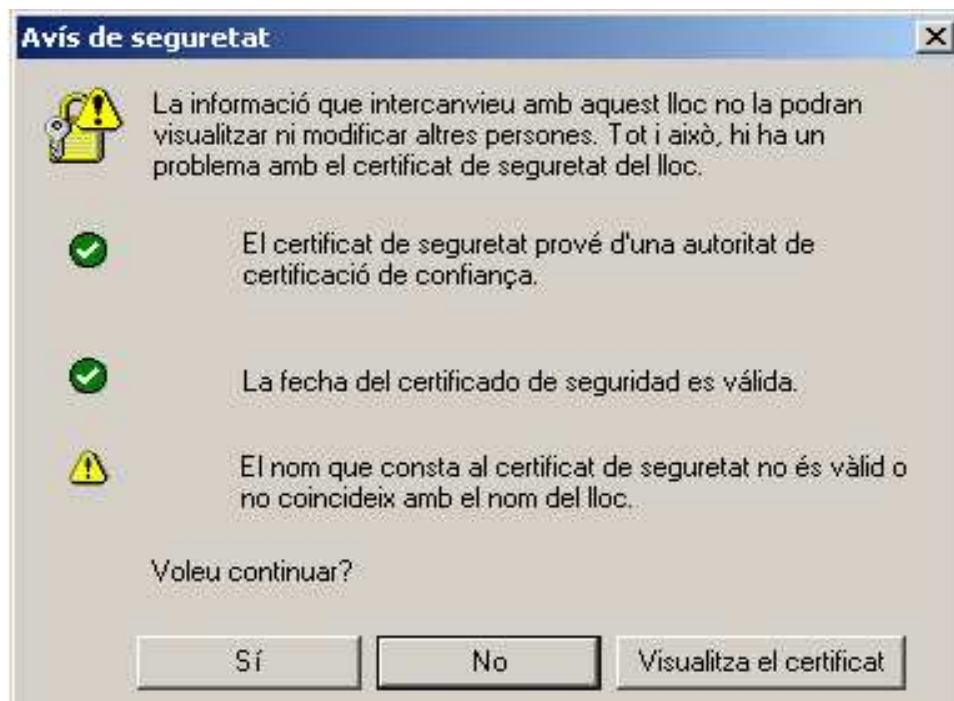 Avís de seguretat
La informació que intercanvieu amb aquest lloc no la podran
visualitzar ni modificar altres persones. Tot i això, hi ha un
problema amb el certificat de seguretat del lloc.
El certificat de seguretat prové d'una autoritat de
certificació de confiança.
La fecha del certificado de seguridad es válida.
El nom que consta al certificat de seguretat no és vàlid o
no coincideix amb el nom del lloc.
Voleu continuar?
Sí No Visualitza el certificat